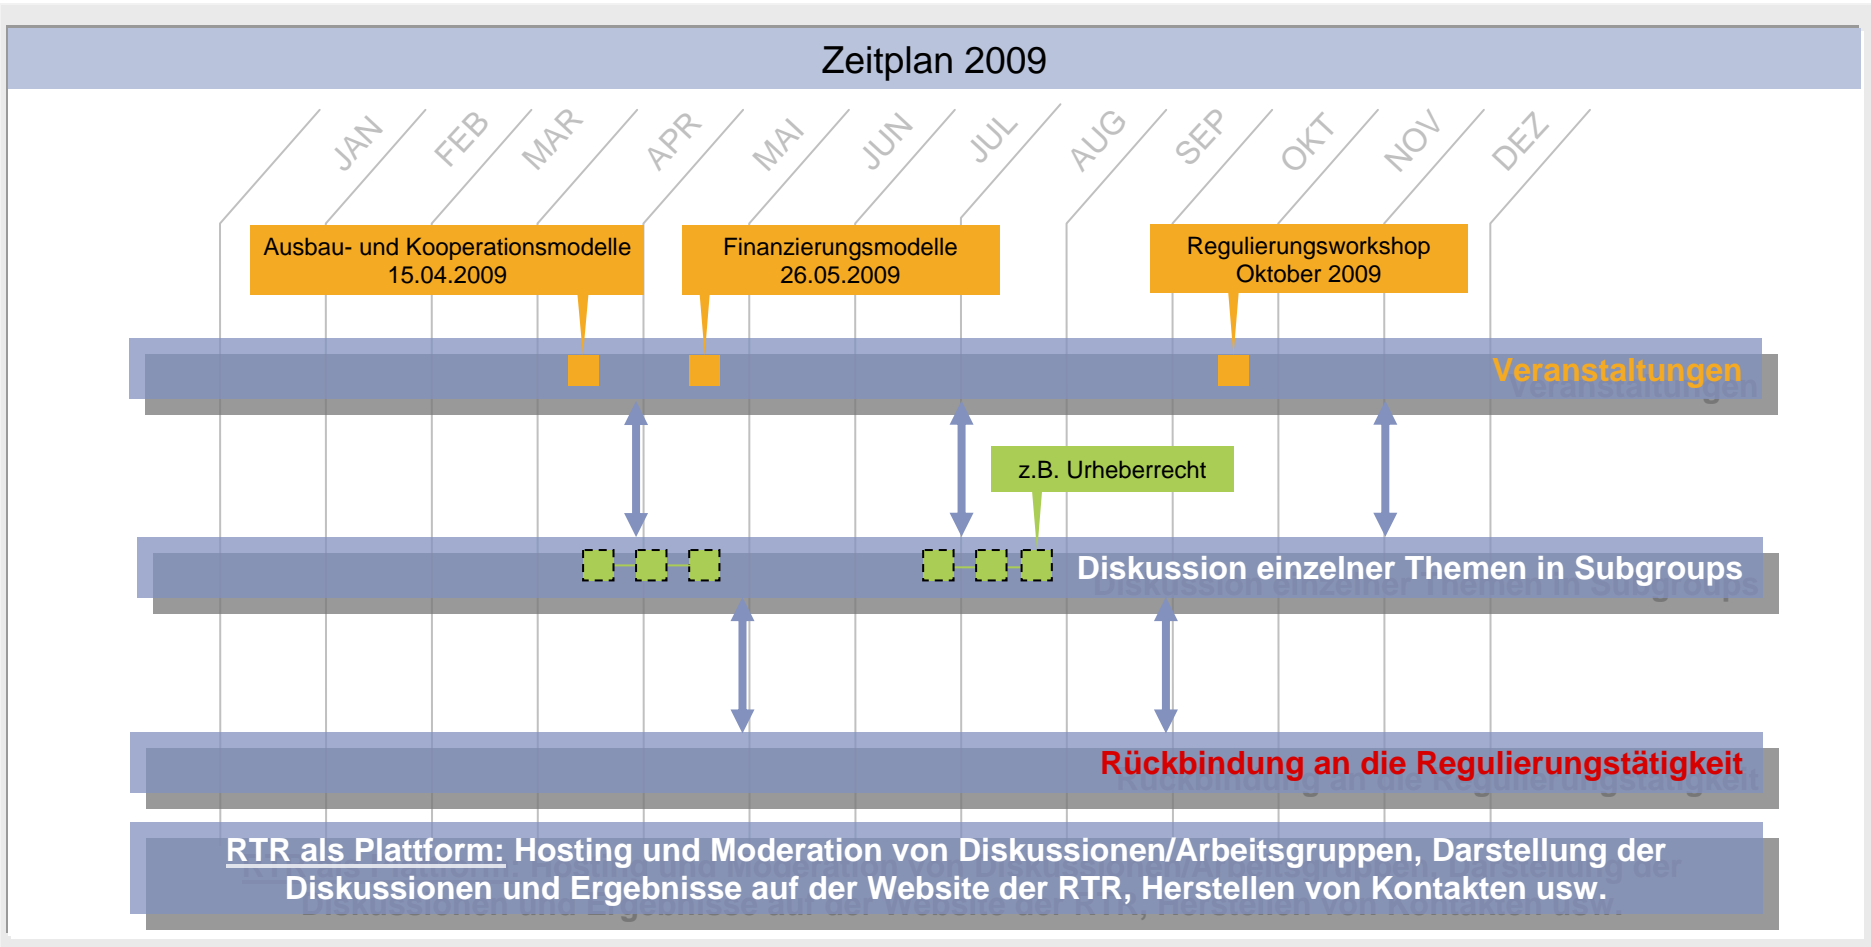 Zeitplan 2009
JAN
FEB
MAR
APR
MAI
JUN
JUL
AUG
SEP
OKT
NOV
DEZ
Ausbau- und Kooperationsmodelle
15.04.2009
Finanzierungsmodelle
26.05.2009
Regulierungsworkshop
Oktober 2009
Veranstaltungen
z.B. Urheberrecht
Diskussion einzelner Themen in Subgroups
Rückbindung an die Regulierungstätigkeit
RTR als Plattform: Hosting und Moderation von Diskussionen/Arbeitsgruppen, Darstellung der
Diskussionen und Ergebnisse auf der Website der RTR, Herstellen von Kontakten usw.